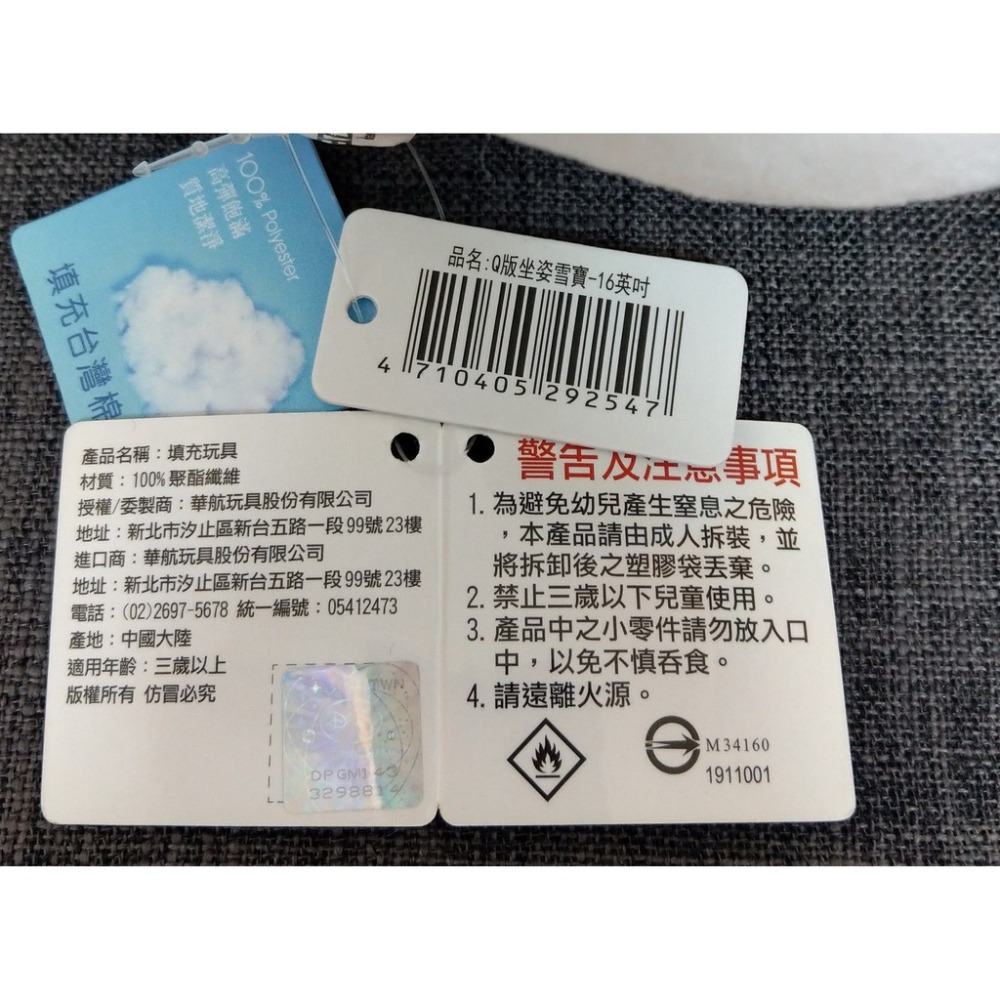 100% Polyester
高彈飽滿
質地潔淨
填充台灣棉
品名:Q版坐姿雪寶-16英吋
4 710405 292547
產品名稱：填充玩具
材質：100%聚酯纖維
授權/委製商：華航玩具股份有限公司
地址：新北市汐止區新台五路一段99號23樓
進口商：華航玩具股份有限公司
地址：新北市汐止區新台五路一段99號23樓
電話：(02)2697-5678 統一編號：05412473
產地：中國大陸
適用年齡：三歲以上
版權所有 仿冒必究
TWN
DPGM143
3298814
警告及注意事項
1. 為避免幼兒產生窒息之危險
，本產品請由成人拆裝，並
將拆卸後之塑膠袋丟棄。
2. 禁止三歲以下兒童使用。
3. 產品中之小零件請勿放入口
中，以免不慎吞食。
4. 請遠離火源。
M34160
1911001